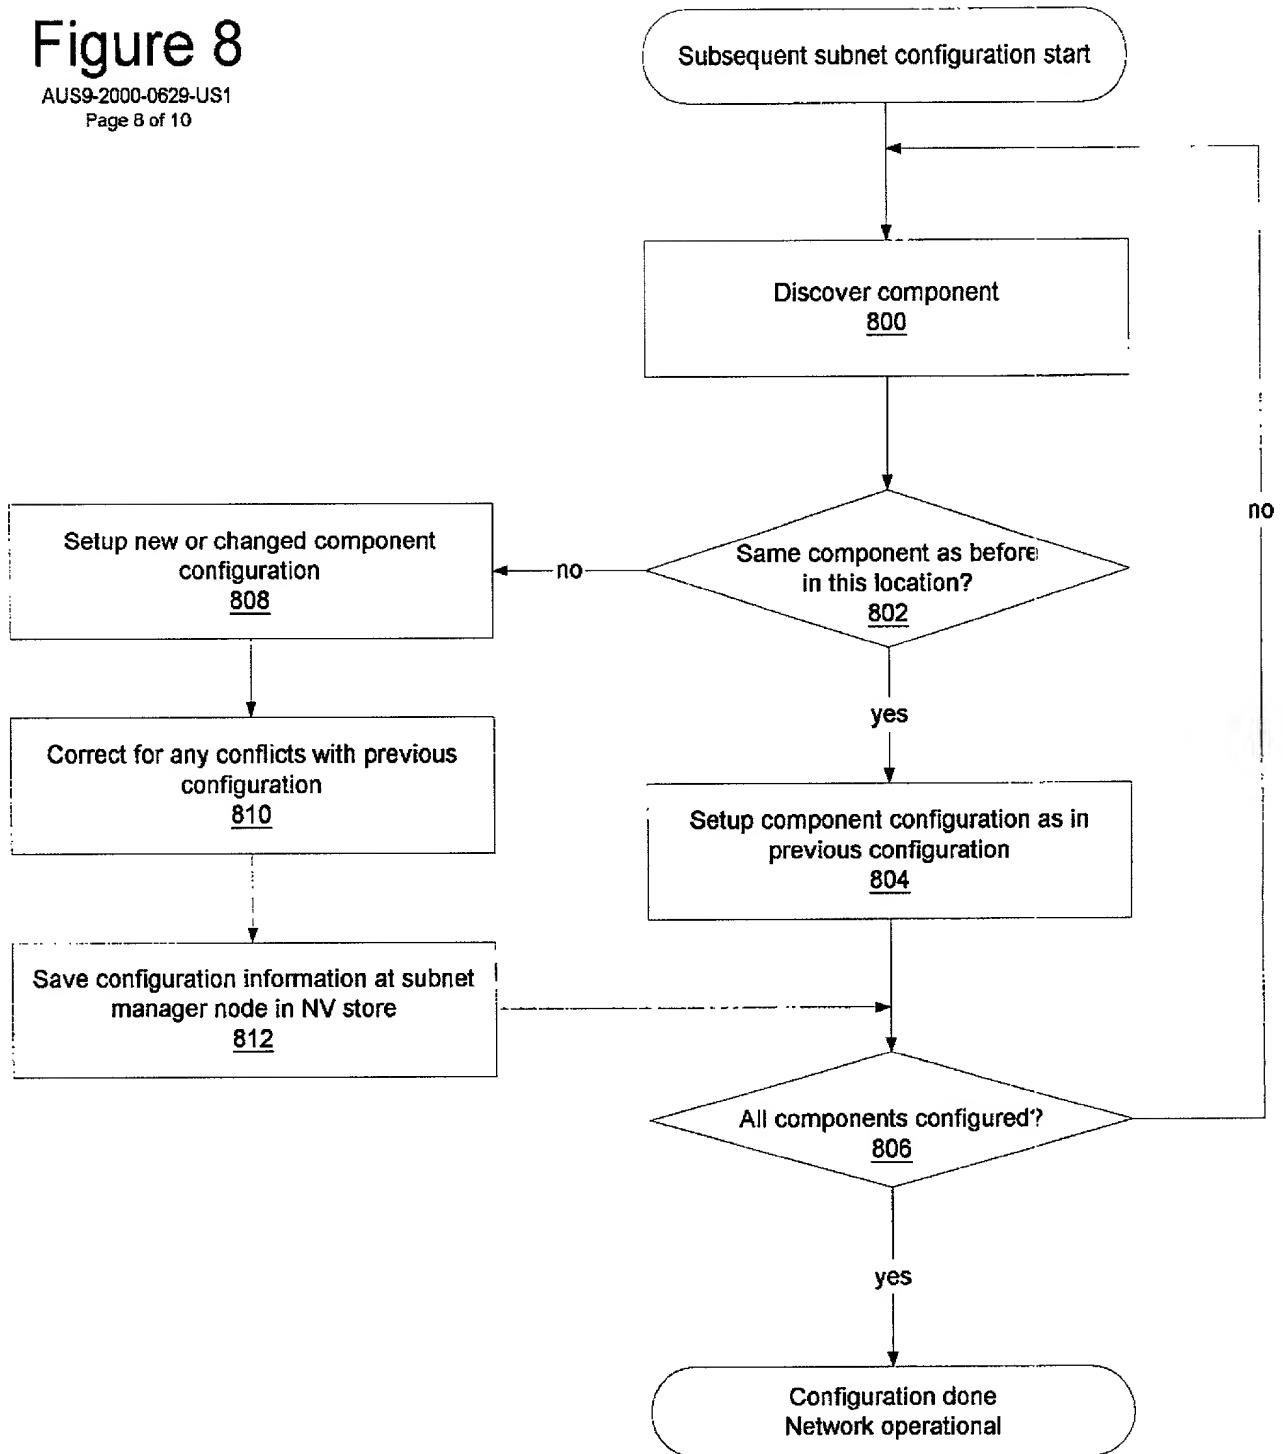 Figure 8
AUS9-2000-0629-US1
Page 8 of 10
Subsequent subnet configuration start
Discover component
800
Same component as before
in this location?
802
no
yes
Setup new or changed component
configuration
808
Correct for any conflicts with previous
configuration
810
Save configuration information at subnet
manager node in NV store
812
Setup component configuration as in
previous configuration
804
All components configured?
806
no
yes
Configuration done
Network operational